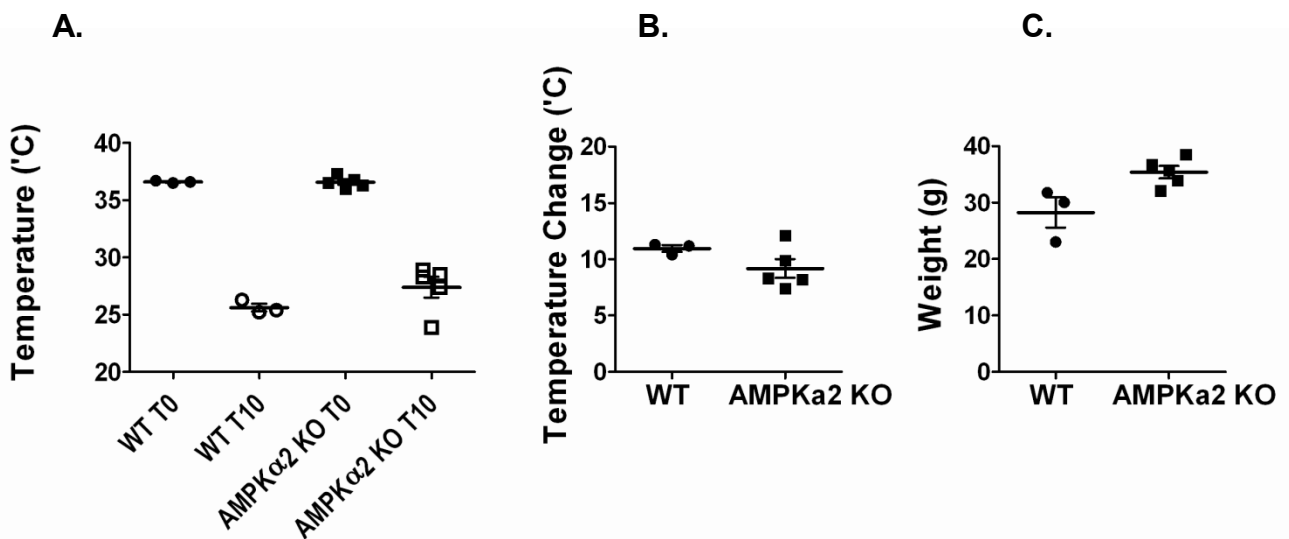 A.
Temperature ('C)
40
35
30
25
20
WT T0
WT T10
AMPKα2 KO T0
AMPKα2 KO T10
B.
Temperature Change ('C)
20
15
10
5
0
WT
AMPKa2 KO
C.
Weight (g)
40
30
20
10
0
WT
AMPKa2 KO